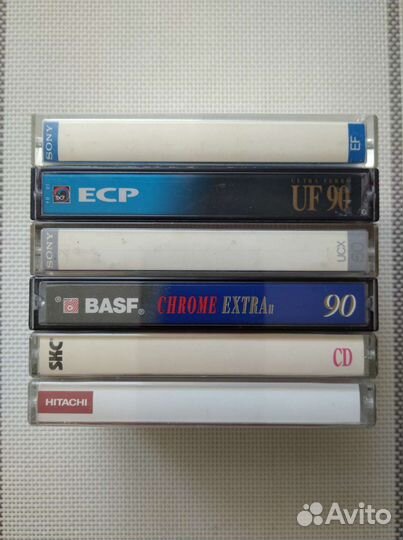 SONY EF
ECP ULTRA FERRO
UF 90
SONY UCX
BASF® CHROME EXTRA II 90
SKC CD
HITACHI
Avito